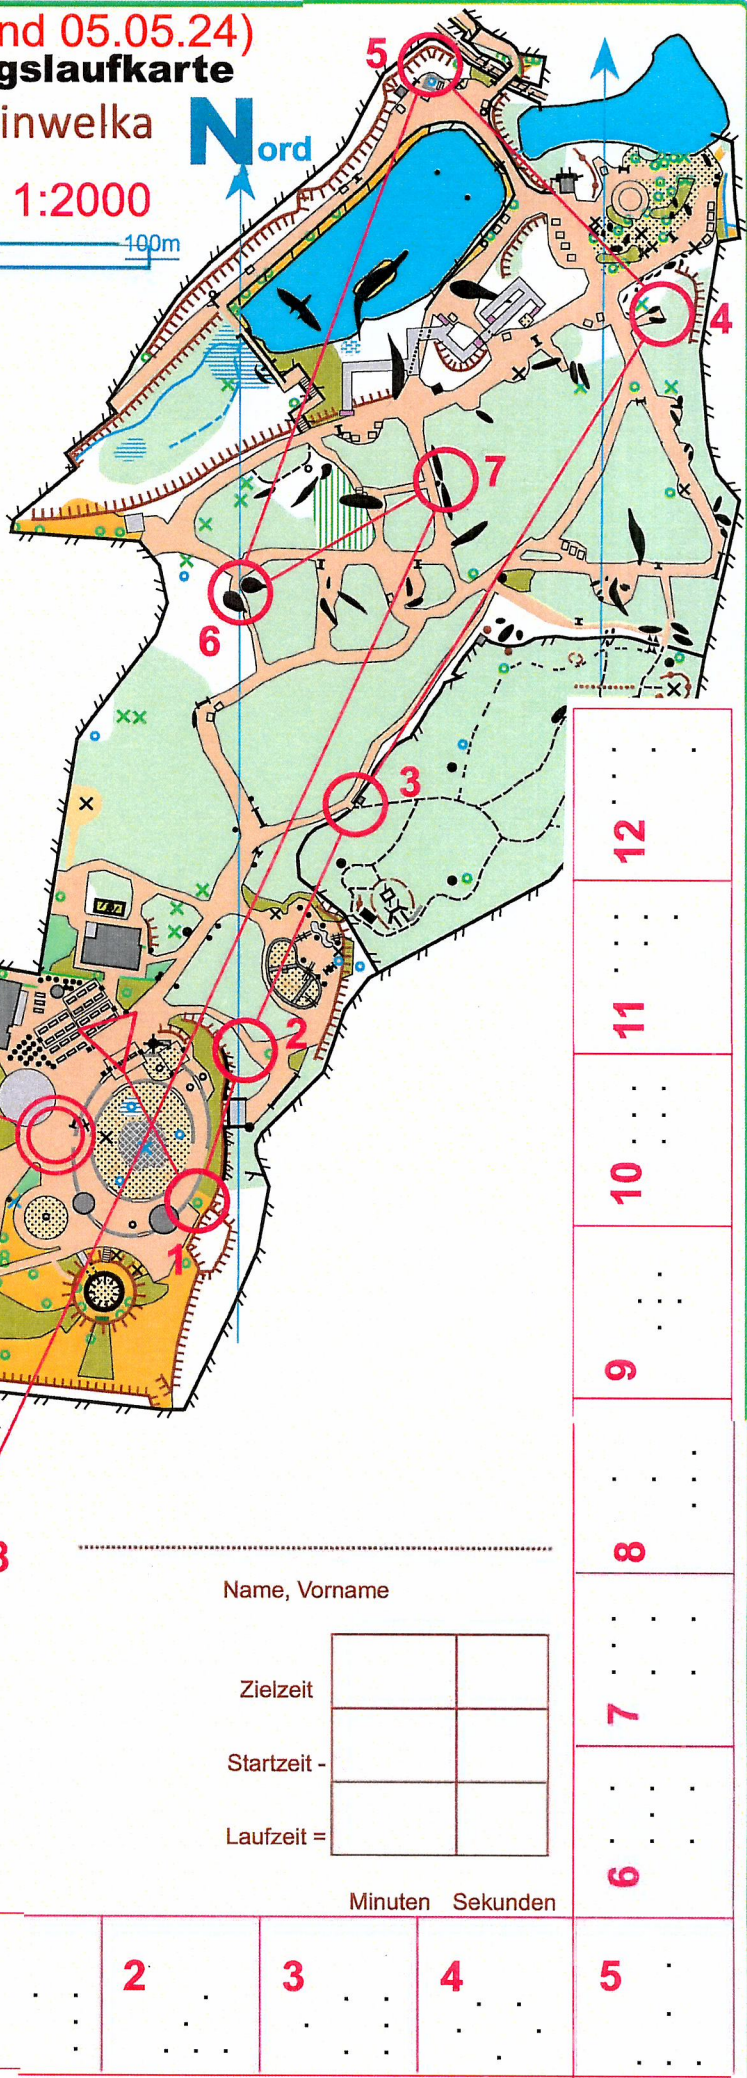 nd 05.05.24)
gslaufkarte
inwelka
Nord
1:2000
100m
5
4
7
6
3
2
1
8
12
11
10
9
8
7
6
Name, Vorname
Zielzeit
Startzeit -
Laufzeit =
Minuten Sekunden
2
3
4
5